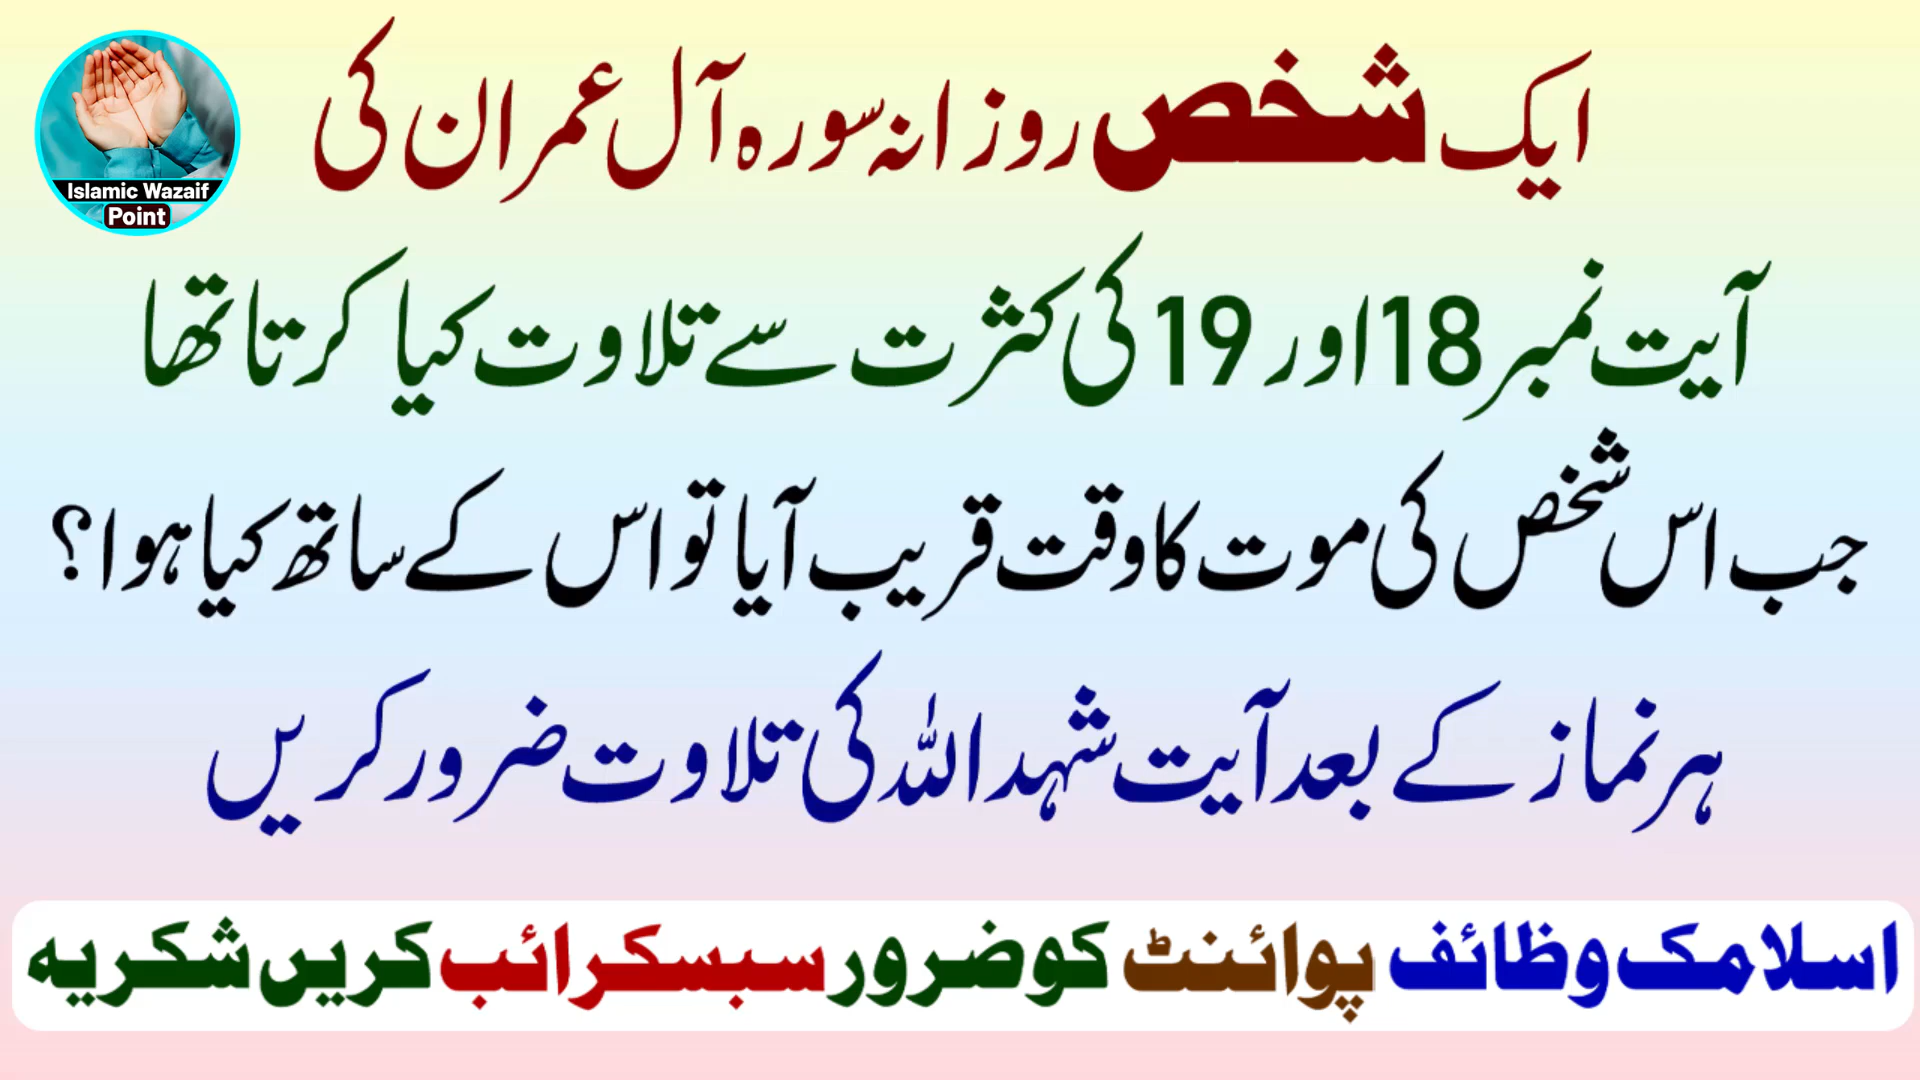 Islamic Wazaif
Point
ایک شخص روزانہ سورہ آل عمران کی
آیت نمبر 18 اور 19 کی کثرت سے تلاوت کیا کرتا تھا
جب اس شخص کی موت کا وقت قریب آیا تو اس کے ساتھ کیا ہوا؟
ہر نماز کے بعد آیت شہد اللہ کی تلاوت ضرور کریں
اسلامک وظائف پوائنٹ کو ضرور سبسکرائب کریں شکریہ